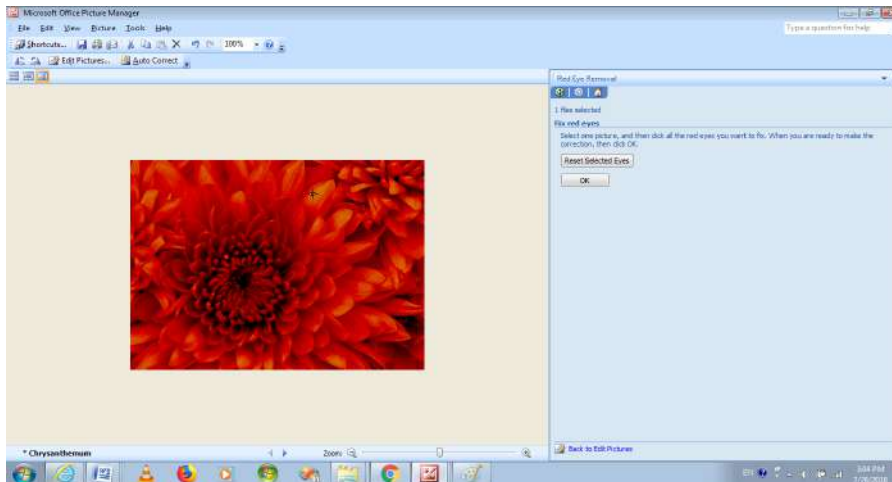 Microsoft Office Picture Manager
File Edit View Picture Tools Help
Type a question for help
Shortcuts... 100%
Edit Pictures... Auto Correct
Red Eye Removal
1 files selected
Fix red eyes
Select one picture, and then click all the red eyes you want to fix. When you are ready to make the
correction, then click OK.
Reset Selected Eyes
OK
Back to Edit Pictures
* Chrysanthemum Zoom:
EN